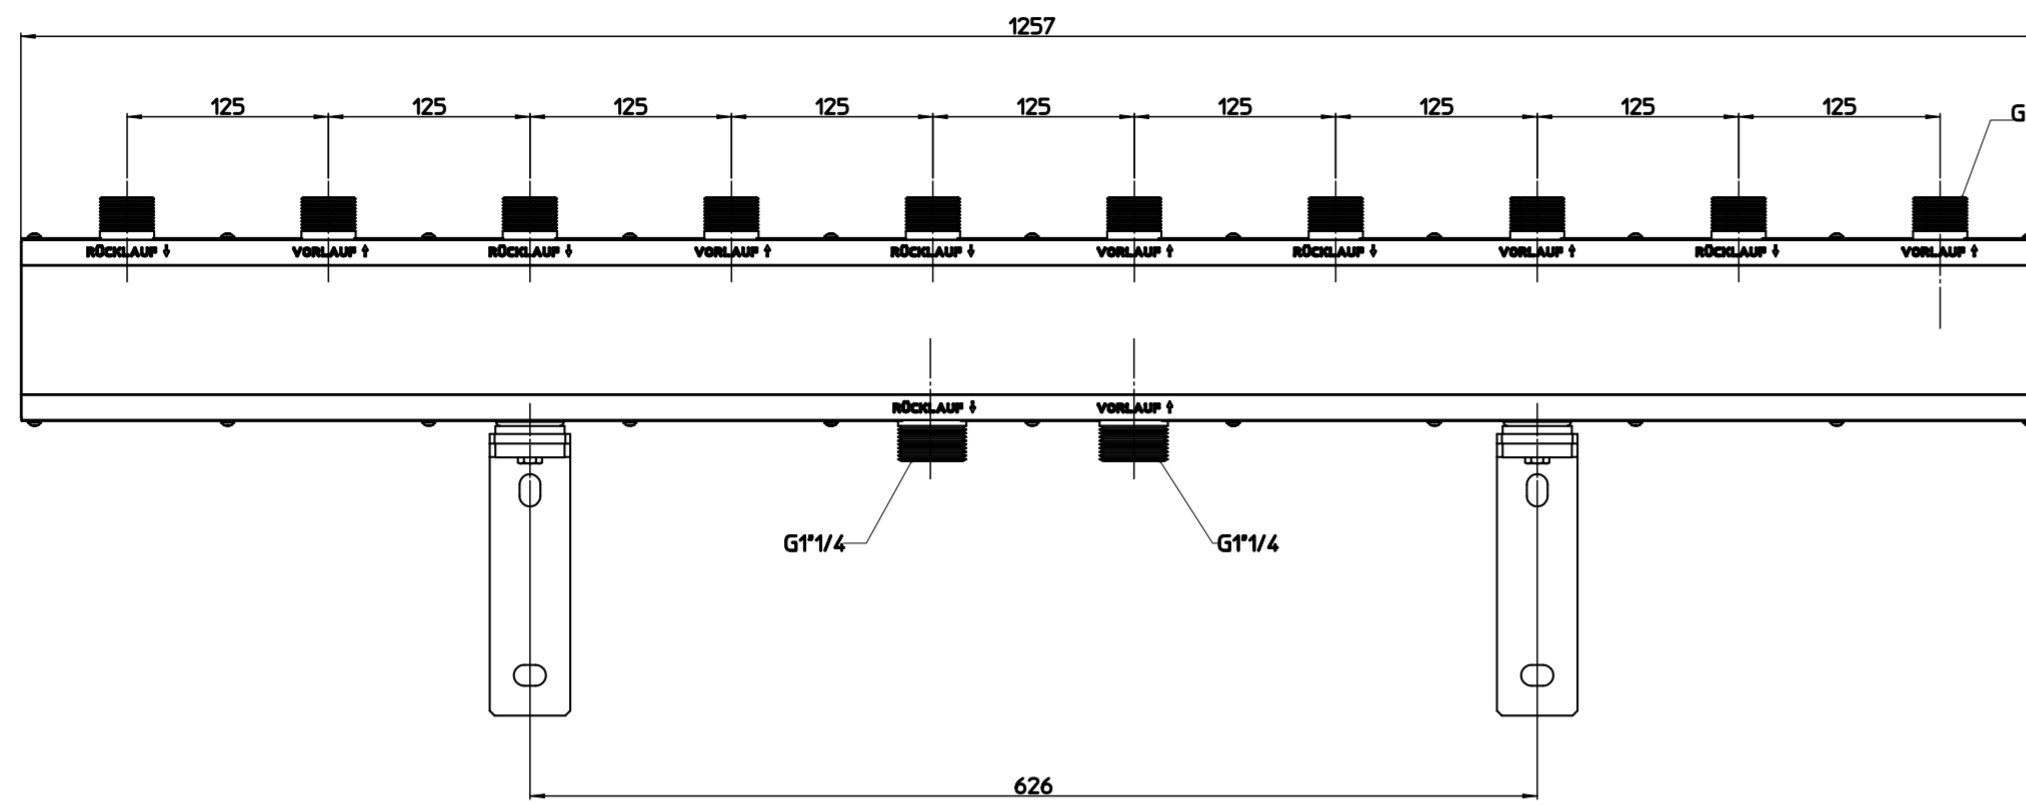 1257
125 125 125 125 125 125 125 125 125
G
RÜCKLAUF ↓ VORLAUF ↑ RÜCKLAUF ↓ VORLAUF ↑ RÜCKLAUF ↓ VORLAUF ↑ RÜCKLAUF ↓ VORLAUF ↑ RÜCKLAUF ↓ VORLAUF ↑
RÜCKLAUF ↓ VORLAUF ↑
G1"1/4 G1"1/4
626